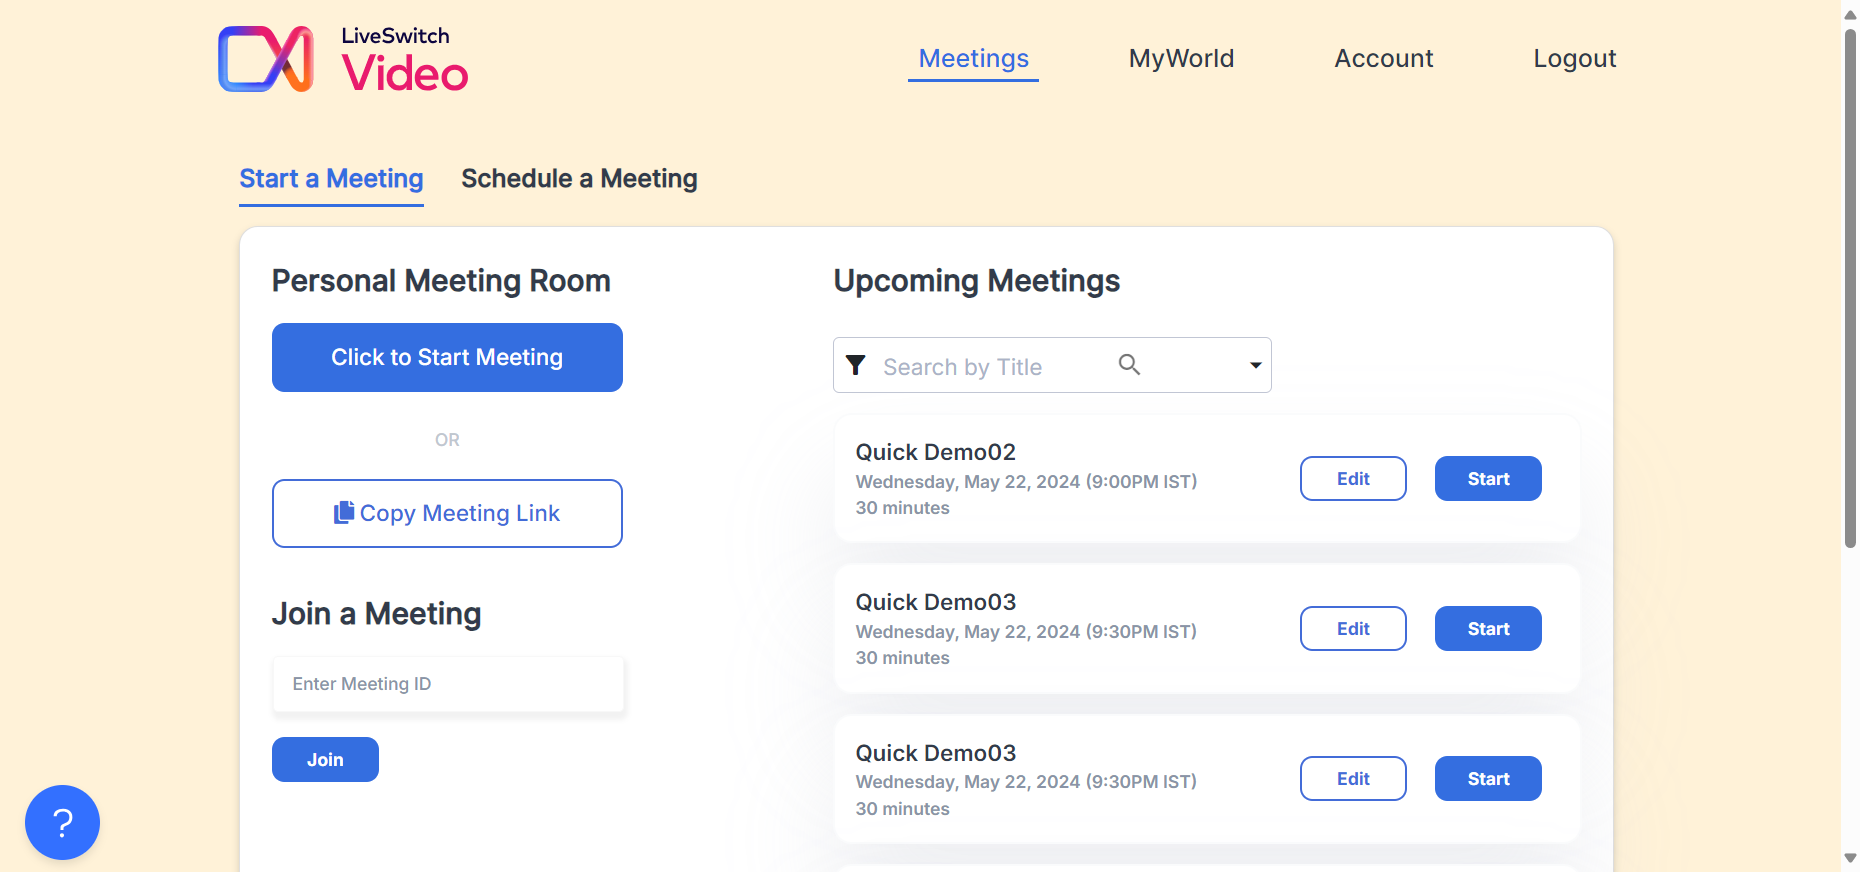 LiveSwitch
Video
Meetings
MyWorld
Account
Logout
Start a Meeting
Schedule a Meeting
Personal Meeting Room
Click to Start Meeting
OR
Copy Meeting Link
Join a Meeting
Enter Meeting ID
Join
?
Upcoming Meetings
Search by Title
Quick Demo02
Wednesday, May 22, 2024 (9:00PM IST)
30 minutes
Edit
Start
Quick Demo03
Wednesday, May 22, 2024 (9:30PM IST)
30 minutes
Edit
Start
Quick Demo03
Wednesday, May 22, 2024 (9:30PM IST)
30 minutes
Edit
Start